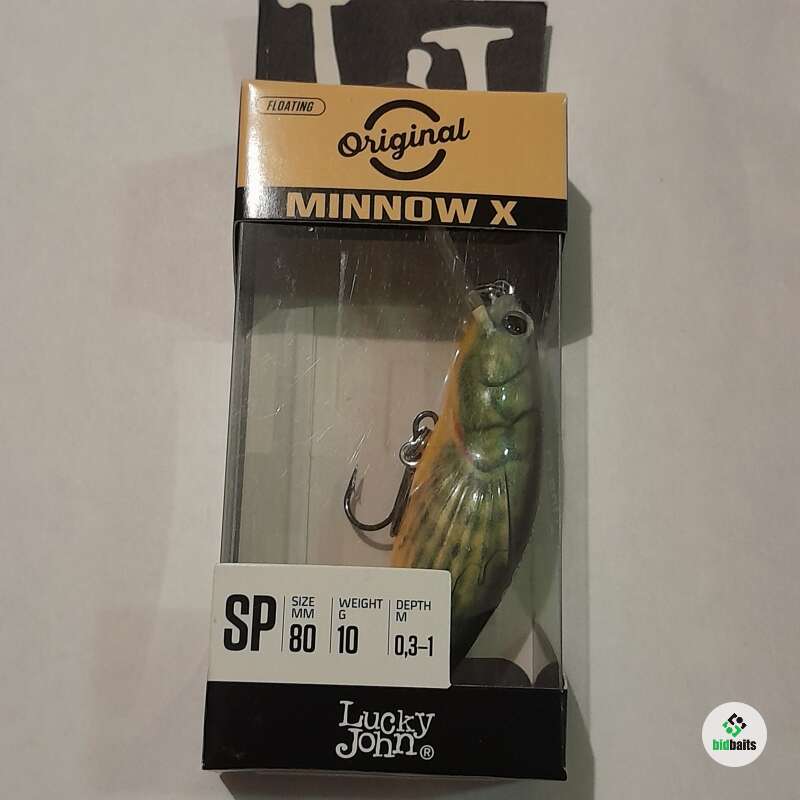 FLOATING
Original
MINNOW X
SP
SIZE MM
80
WEIGHT G
10
DEPTH M
0,3–1
Lucky
John®
bidbaits